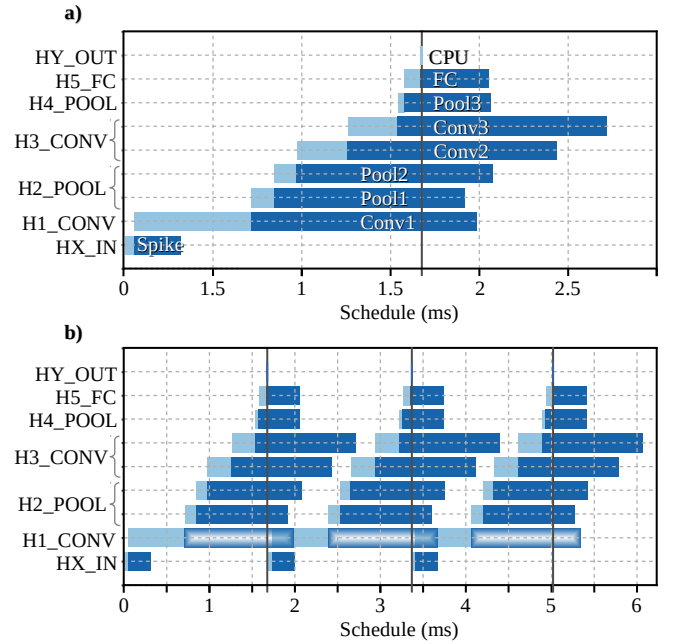 a)
HY_OUT
CPU
H5_FC
FC
H4_POOL
Pool3
Conv3
H3_CONV
Conv2
Pool2
H2_POOL
Pool1
H1_CONV
Conv1
HX_IN
Spike
0 1.5 1 1.5 2 2.5
Schedule (ms)
b)
HY_OUT
H5_FC
H4_POOL
H3_CONV
H2_POOL
H1_CONV
HX_IN
0 1 2 3 4 5 6
Schedule (ms)